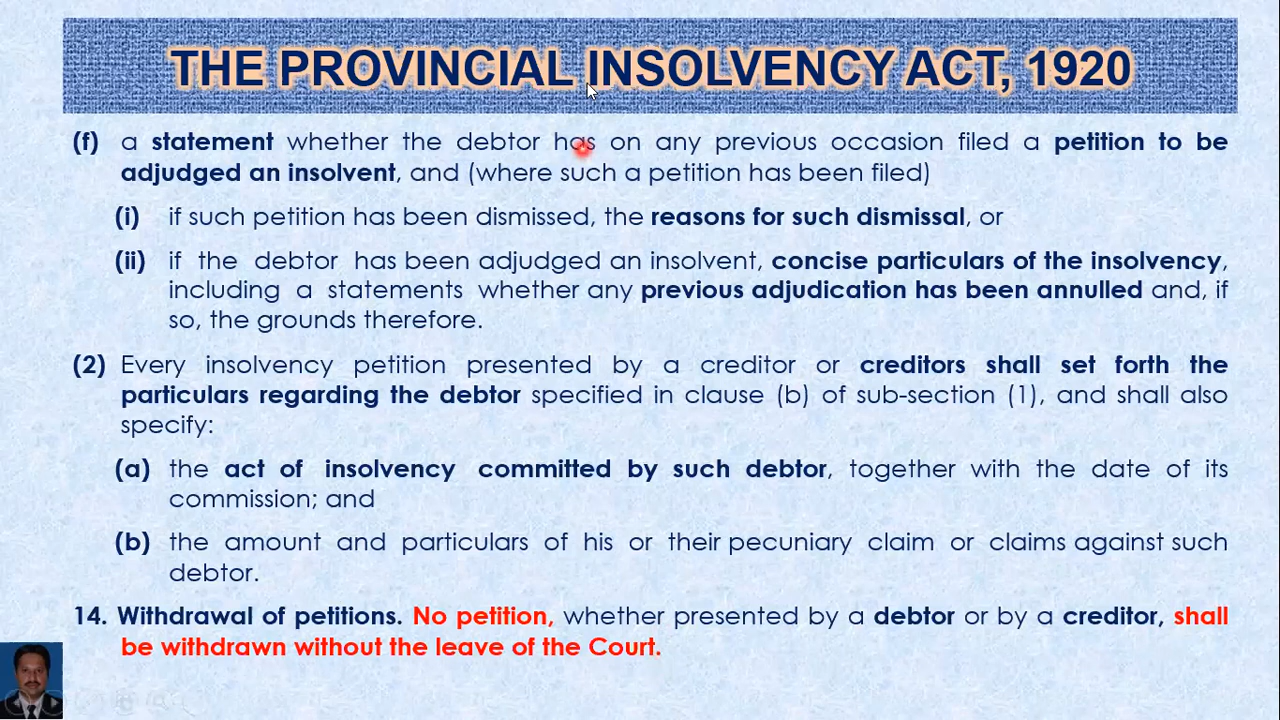 THE PROVINCIAL INSOLVENCY ACT, 1920
(f) a statement whether the debtor has on any previous occasion filed a petition to be
adjudged an insolvent, and (where such a petition has been filed)
(i) if such petition has been dismissed, the reasons for such dismissal, or
(ii) if the debtor has been adjudged an insolvent, concise particulars of the insolvency,
including a statements whether any previous adjudication has been annulled and, if
so, the grounds therefore.
(2) Every insolvency petition presented by a creditor or creditors shall set forth the
particulars regarding the debtor specified in clause (b) of sub-section (1), and shall also
specify:
(a) the act of insolvency committed by such debtor, together with the date of its
commission; and
(b) the amount and particulars of his or their pecuniary claim or claims against such
debtor.
14. Withdrawal of petitions. No petition, whether presented by a debtor or by a creditor, shall
be withdrawn without the leave of the Court.